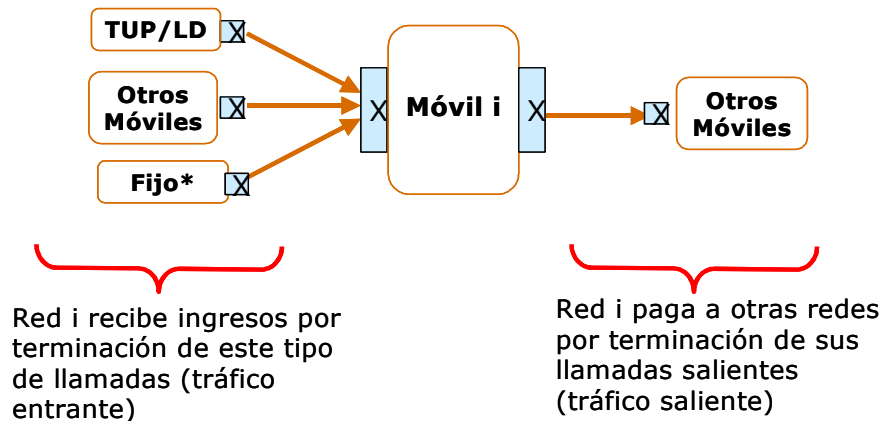 TUP/LD
X
Otros
Móviles
X
Fijo*
X
X
Móvil i
X
X
Otros
Móviles
Red i recibe ingresos por
terminación de este tipo
de llamadas (tráfico
entrante)
Red i paga a otras redes
por terminación de sus
llamadas salientes
(tráfico saliente)